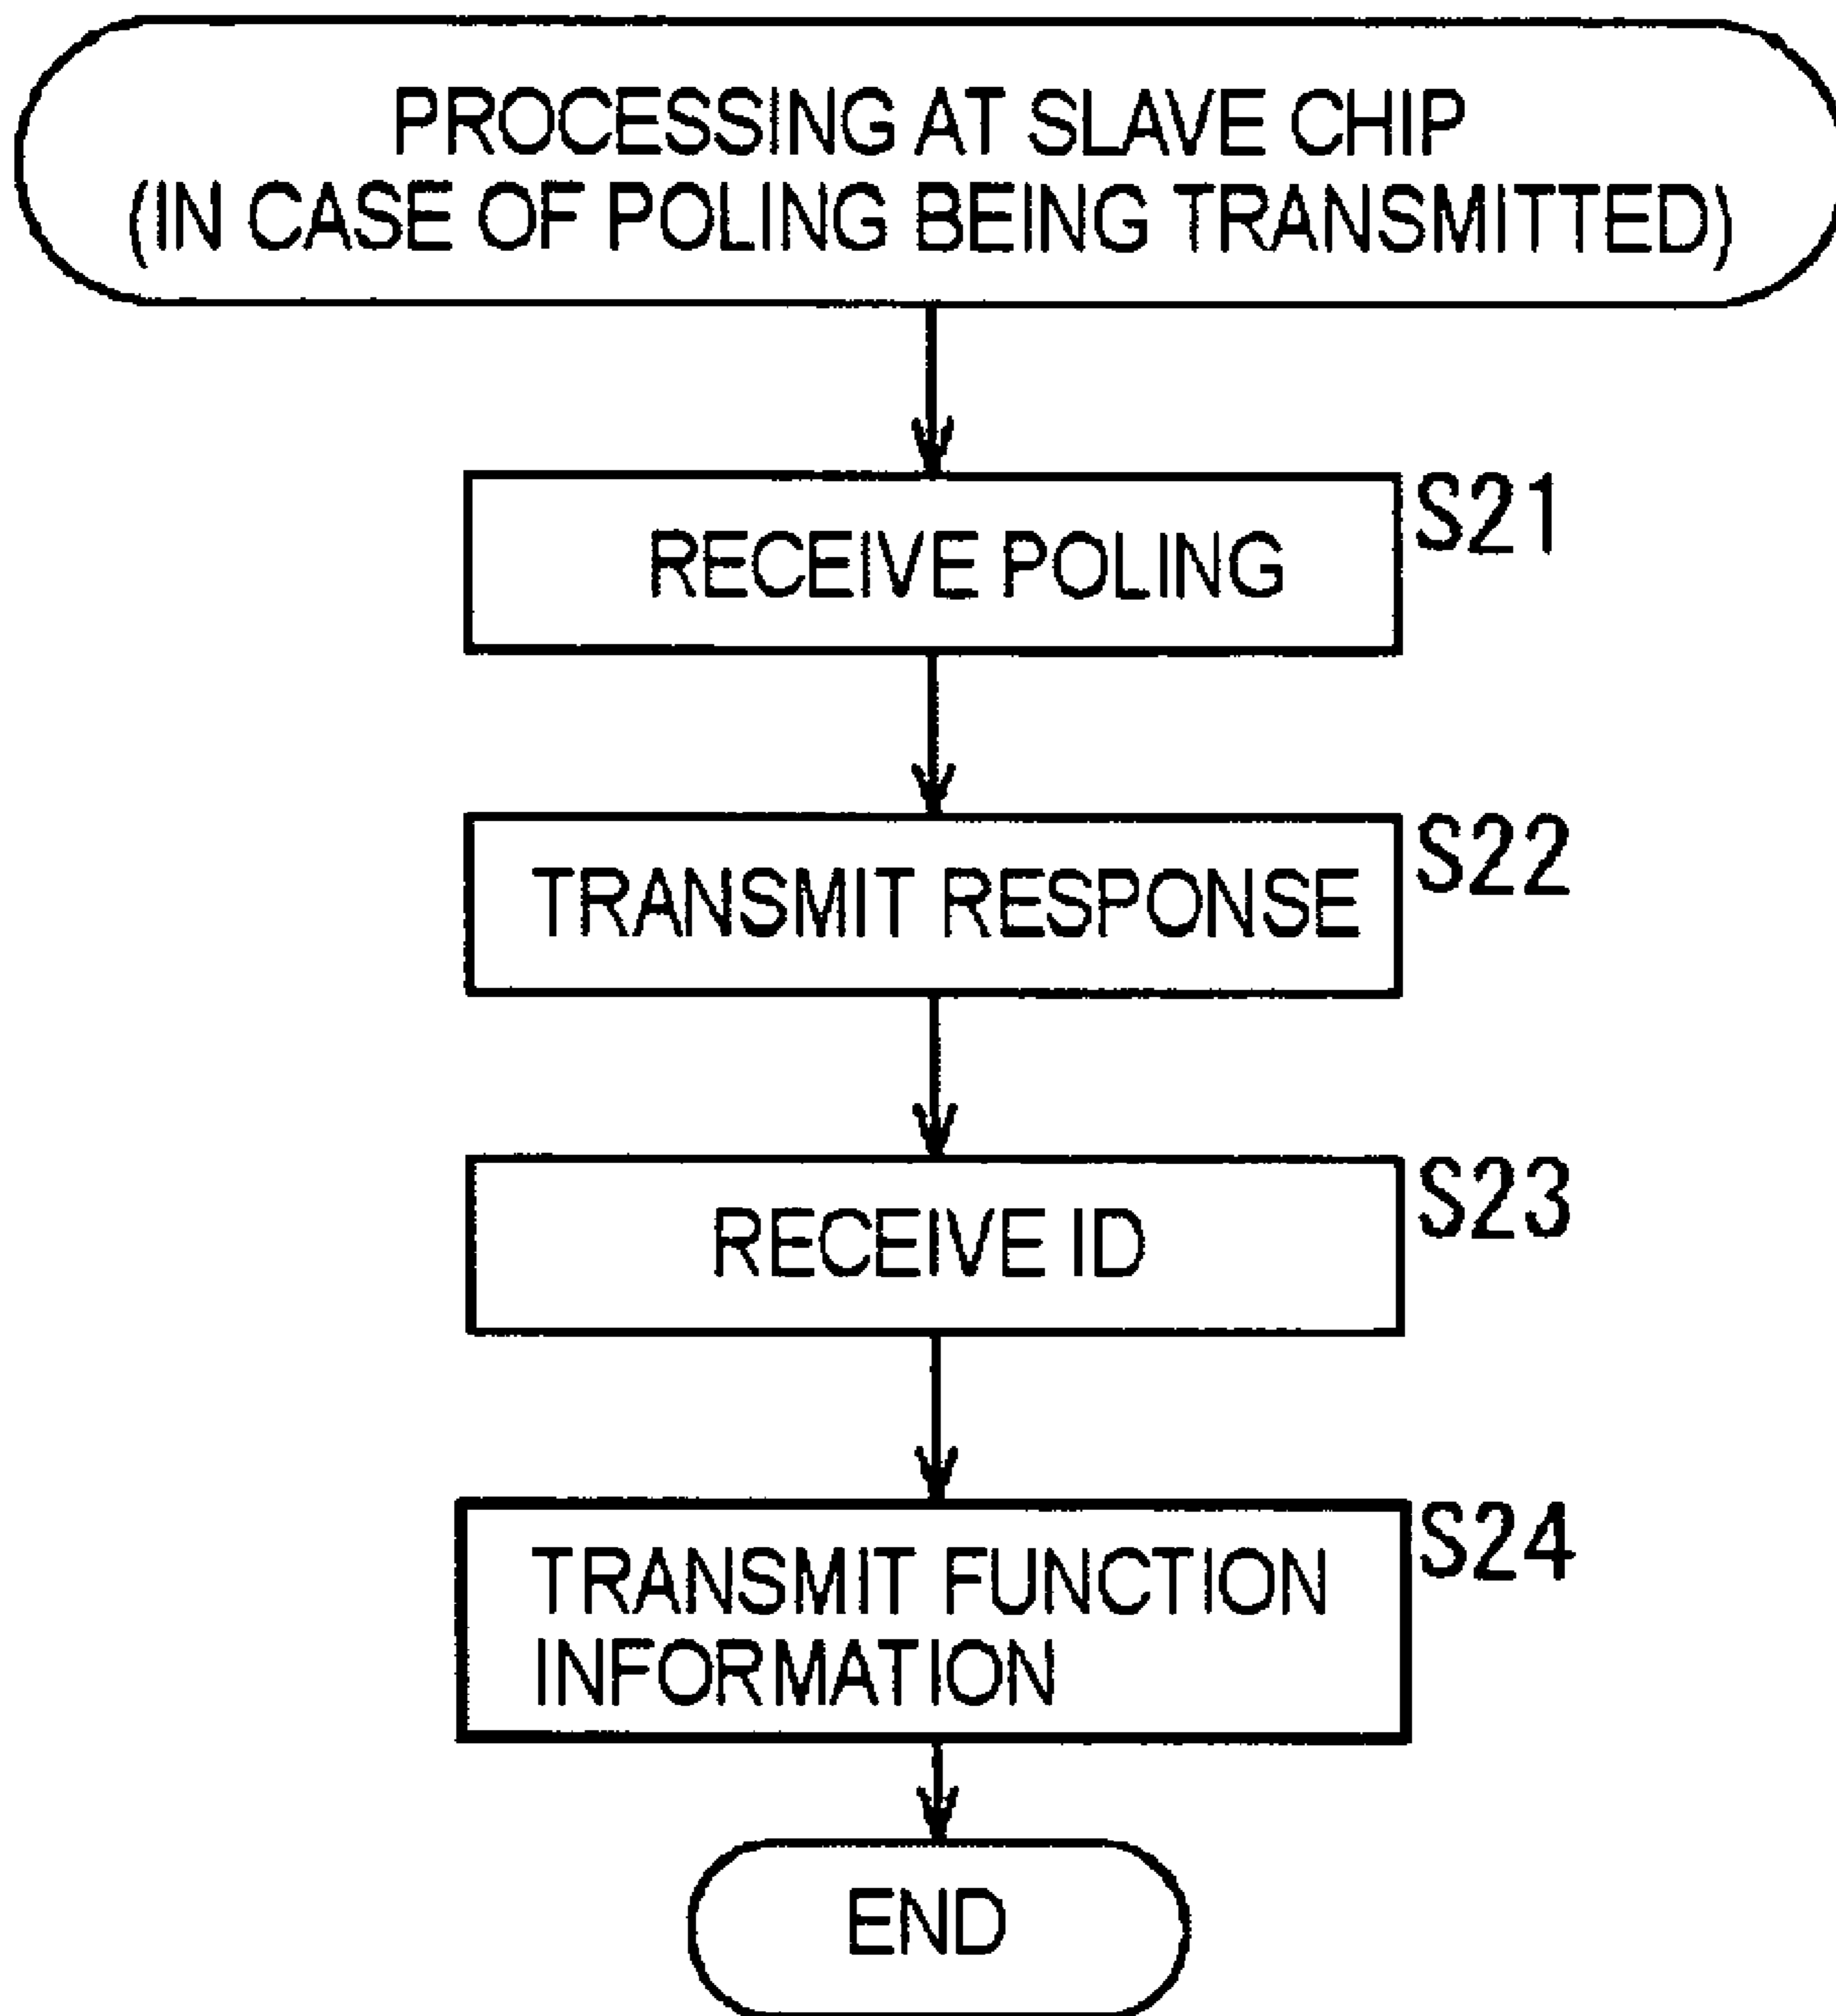 PROCESSING AT SLAVE CHIP
(IN CASE OF POLING BEING TRANSMITTED)
S21
RECEIVE POLING
S22
TRANSMIT RESPONSE
S23
RECEIVE ID
S24
TRANSMIT FUNCTION
INFORMATION
END